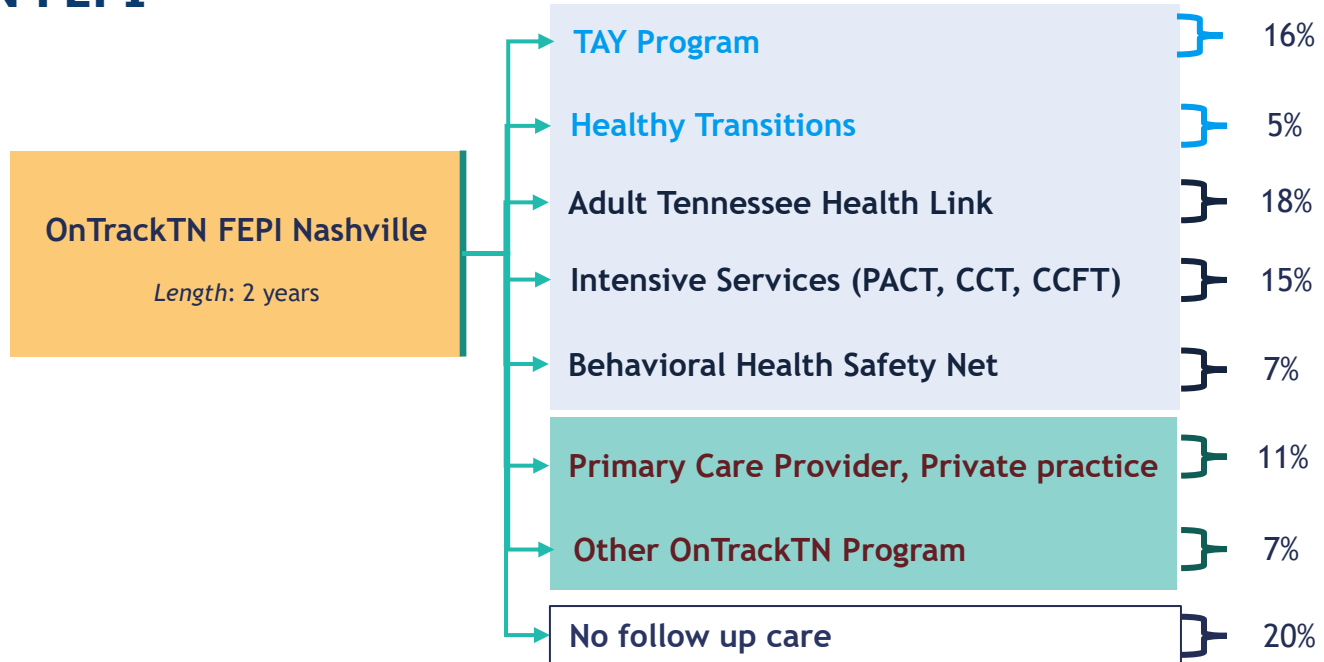 OnTrackTN FEPI Nashville
Length: 2 years
TAY Program
16%
Healthy Transitions
5%
Adult Tennessee Health Link
18%
Intensive Services (PACT, CCT, CCFT)
15%
Behavioral Health Safety Net
7%
Primary Care Provider, Private practice
11%
Other OnTrackTN Program
7%
No follow up care
20%